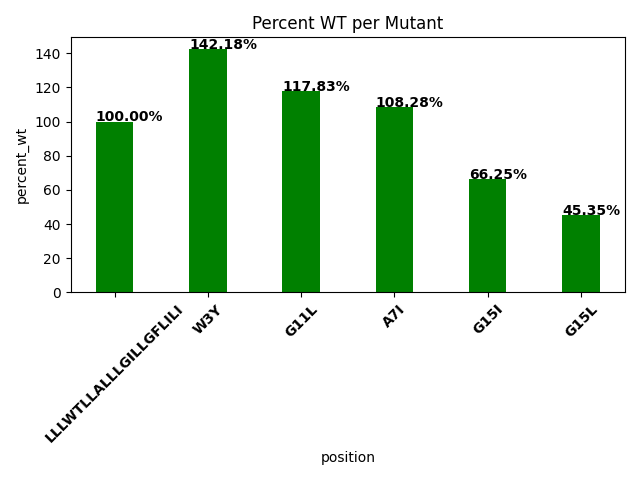 Percent WT per Mutant
percent_wt
140
120
100
80
60
40
20
0
100.00%
142.18%
117.83%
108.28%
66.25%
45.35%
LLLWTLLALLLGILLGFLILI
W3Y
G11L
A7I
G15I
G15L
position